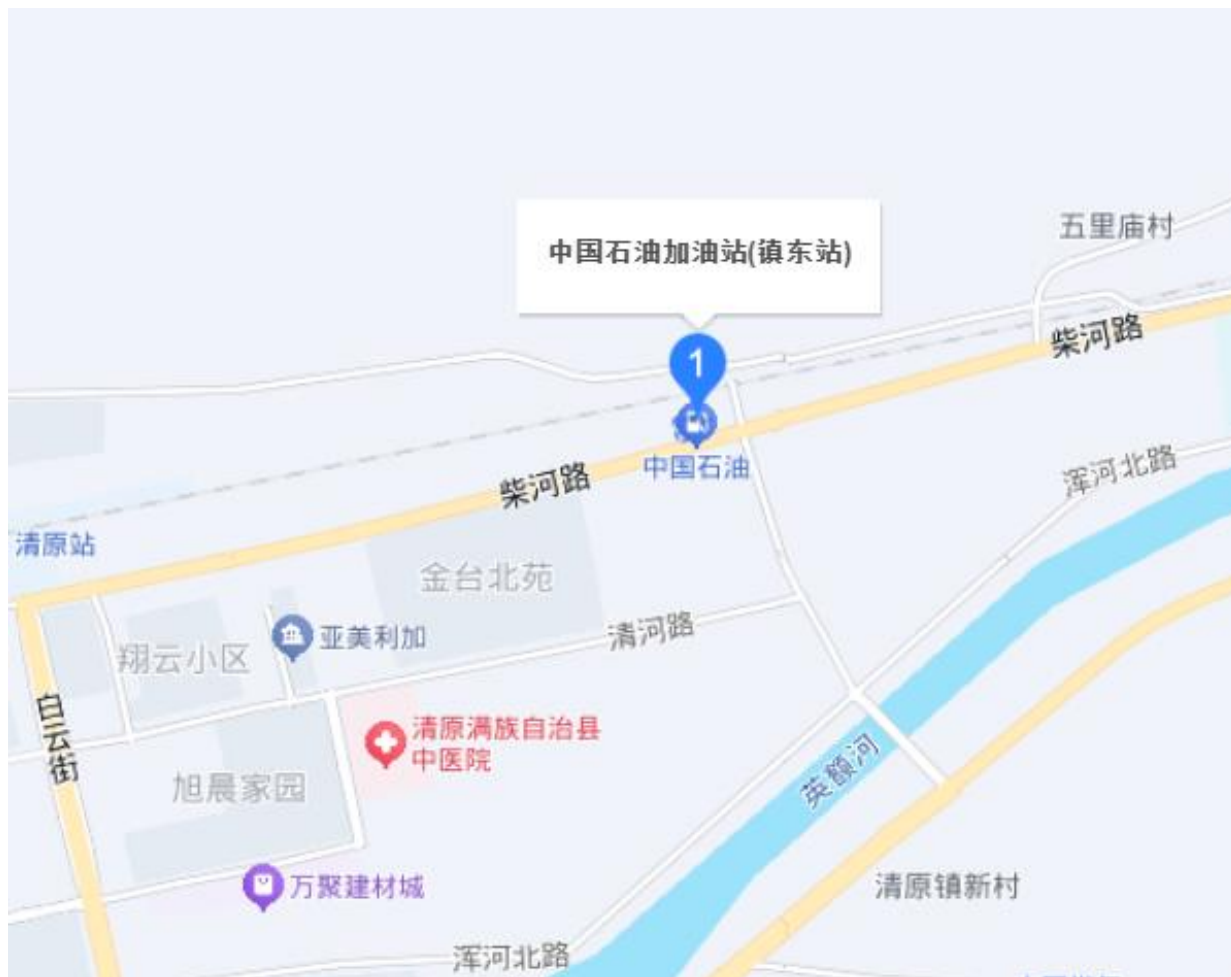 五里庙村
中国石油加油站(镇东站)
1
柴河路
中国石油
柴河路
浑河北路
清原站
金台北苑
清河路
亚美利加
翔云小区
白云街
清原满族自治县
中医院
英额河
旭晨家园
万聚建材城
清原镇新村
浑河北路